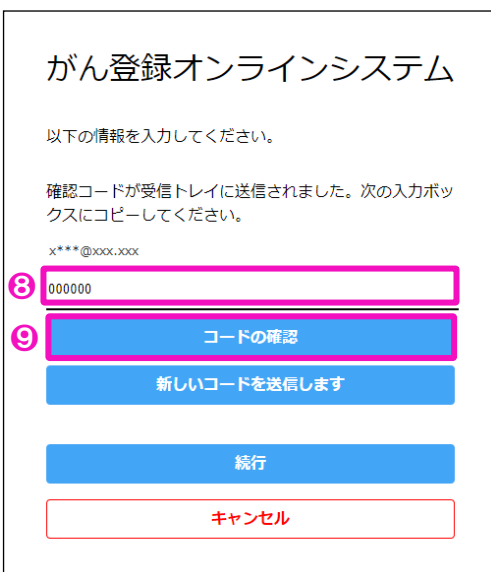 がん登録オンラインシステム
以下の情報を入力してください。
確認コードが受信トレイに送信されました。次の入力ボッ
クスにコピーしてください。
x***@xxx.xxx
❽ 000000
❾ コードの確認
新しいコードを送信します
続行
キャンセル